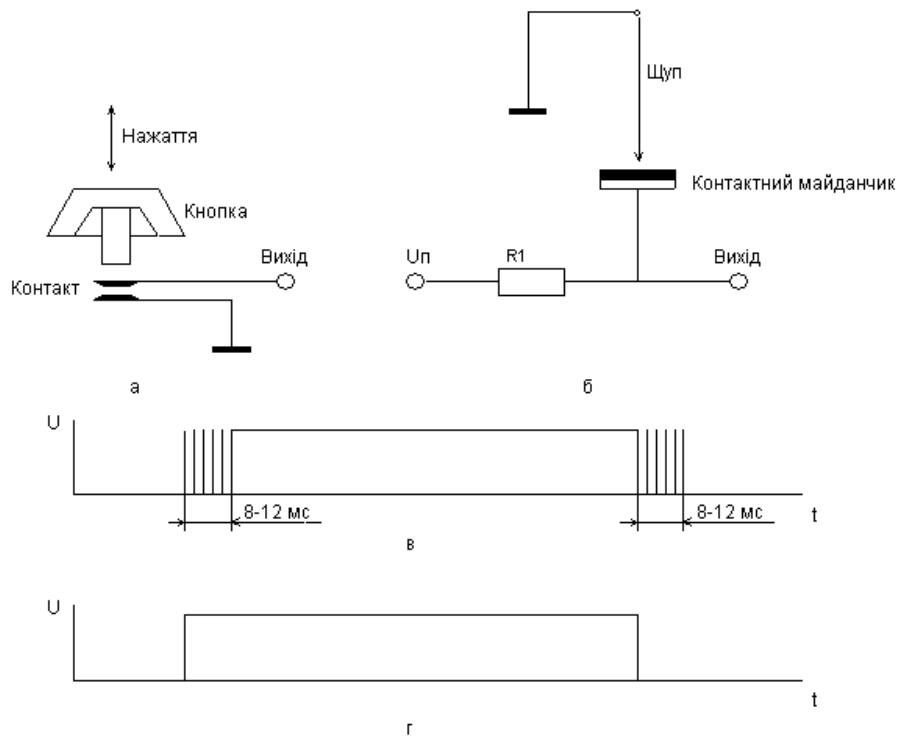 Щуп
Нажаття
Контактний майданчик
Кнопка
Вихід
Uп
R1
Вихід
Контакт
а
б
U
8-12 мс
8-12 мс
t
в
U
t
г